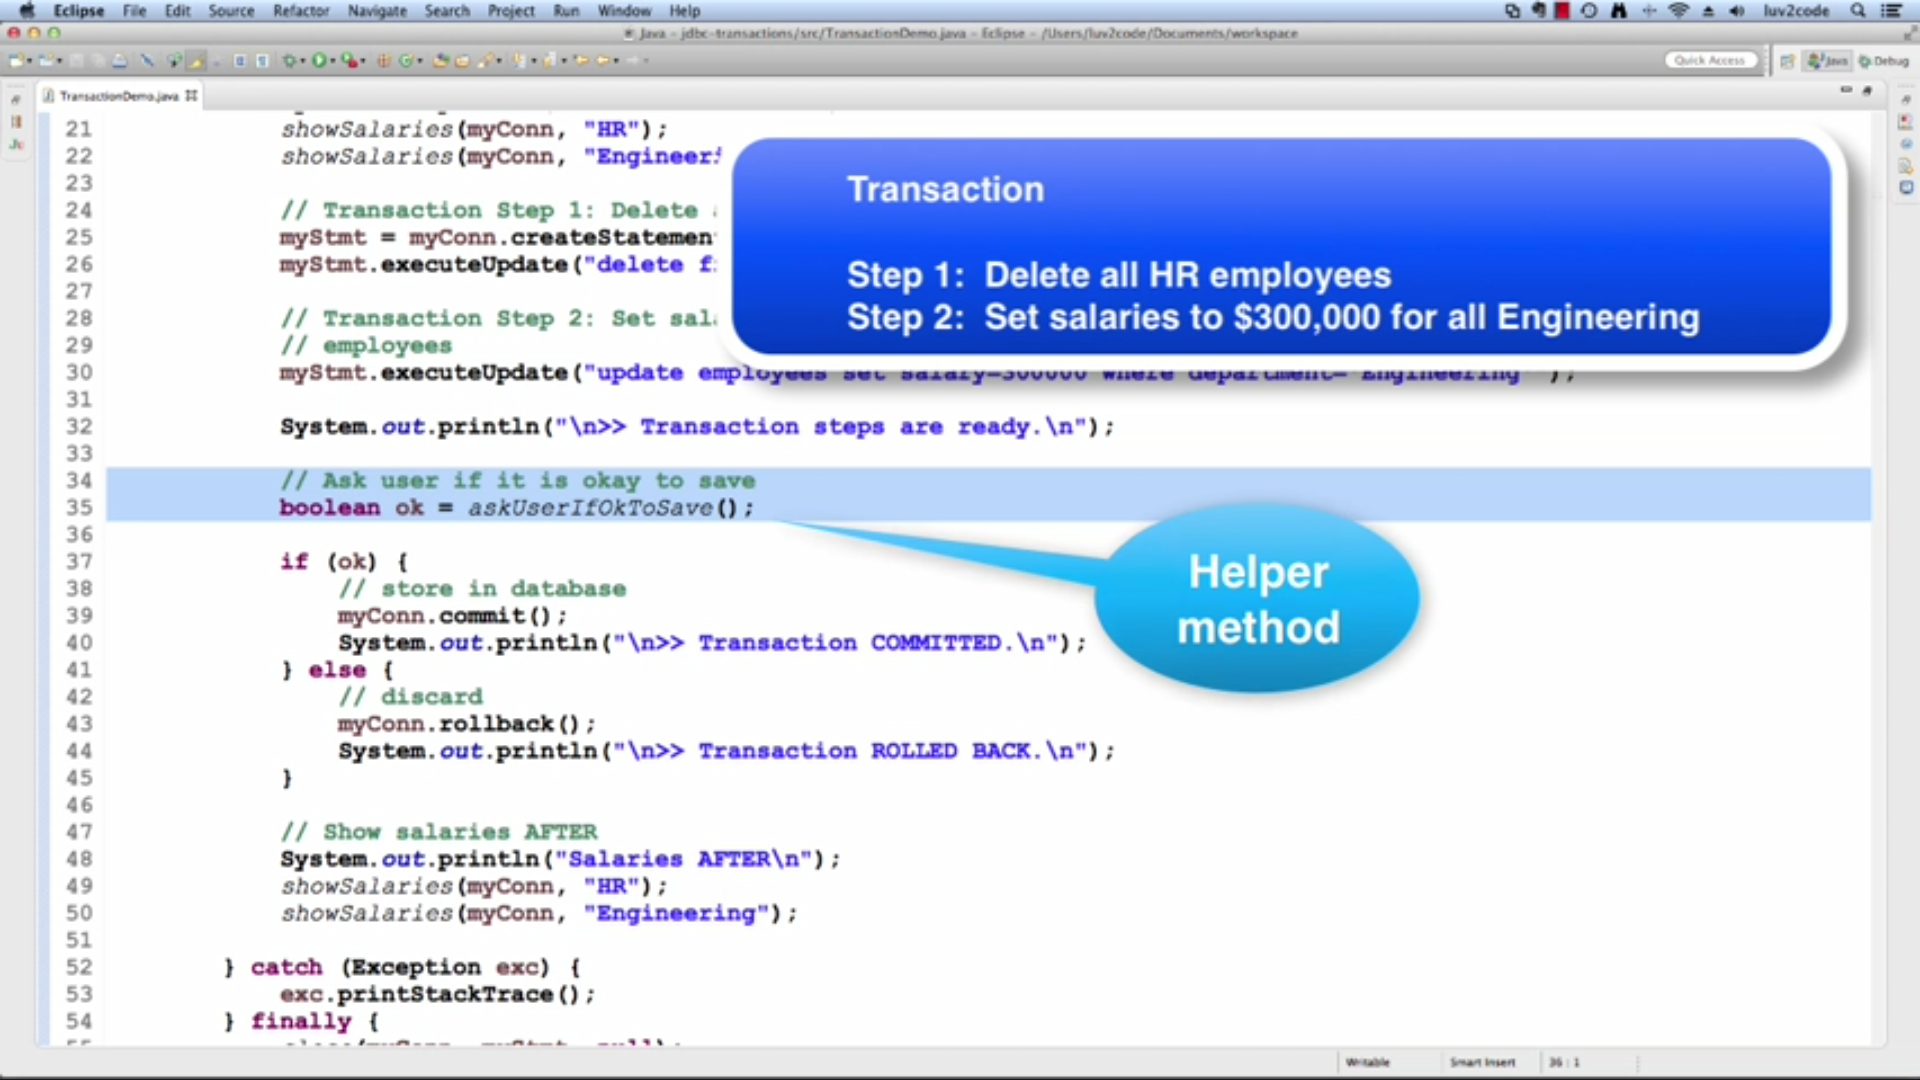 Eclipse File Edit Source Refactor Navigate Search Project Run Window Help luv2code
Java - jdbc-transactions/src/TransactionDemo.java - Eclipse - /Users/luv2code/Documents/workspace
Quick Access Java Debug
TransactionDemo.java
21 showSalaries(myConn, "HR");
22 showSalaries(myConn, "Engineeri
23
24 // Transaction Step 1: Delete
25 myStmt = myConn.createStatemen
26 myStmt.executeUpdate("delete f
27
28 // Transaction Step 2: Set sal
29 // employees
30 myStmt.executeUpdate("update employees set salary=300000 where department='Engineering'");
31
32 System.out.println("\n>> Transaction steps are ready.\n");
33
34 // Ask user if it is okay to save
35 boolean ok = askUserIfOkToSave();
36
37 if (ok) {
38 // store in database
39 myConn.commit();
40 System.out.println("\n>> Transaction COMMITTED.\n");
41 } else {
42 // discard
43 myConn.rollback();
44 System.out.println("\n>> Transaction ROLLED BACK.\n");
45 }
46
47 // Show salaries AFTER
48 System.out.println("Salaries AFTER\n");
49 showSalaries(myConn, "HR");
50 showSalaries(myConn, "Engineering");
51
52 } catch (Exception exc) {
53 exc.printStackTrace();
54 } finally {
Transaction
Step 1: Delete all HR employees
Step 2: Set salaries to $300,000 for all Engineering
Helper
method
Writable Smart Insert 36 : 1